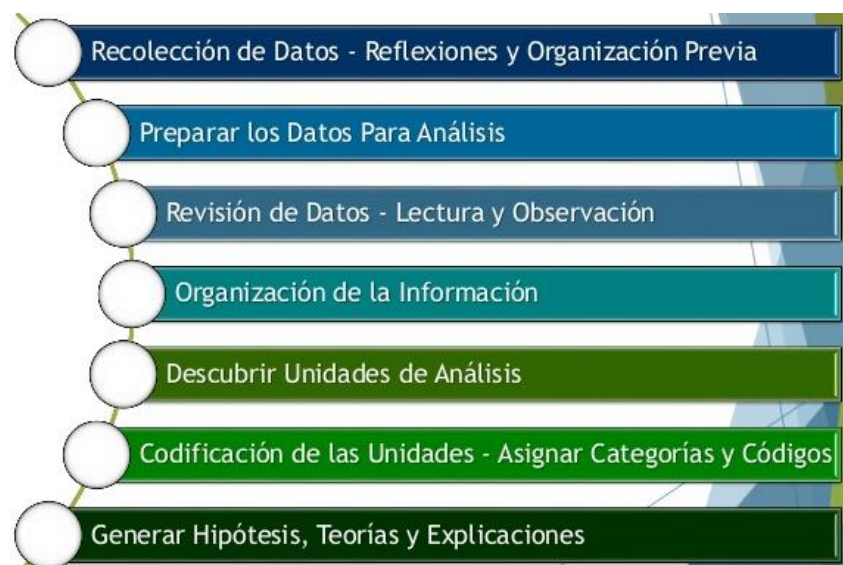 Recolección de Datos - Reflexiones y Organización Previa
Preparar los Datos Para Análisis
Revisión de Datos - Lectura y Observación
Organización de la Información
Descubrir Unidades de Análisis
Codificación de las Unidades - Asignar Categorías y Códigos
Generar Hipótesis, Teorías y Explicaciones